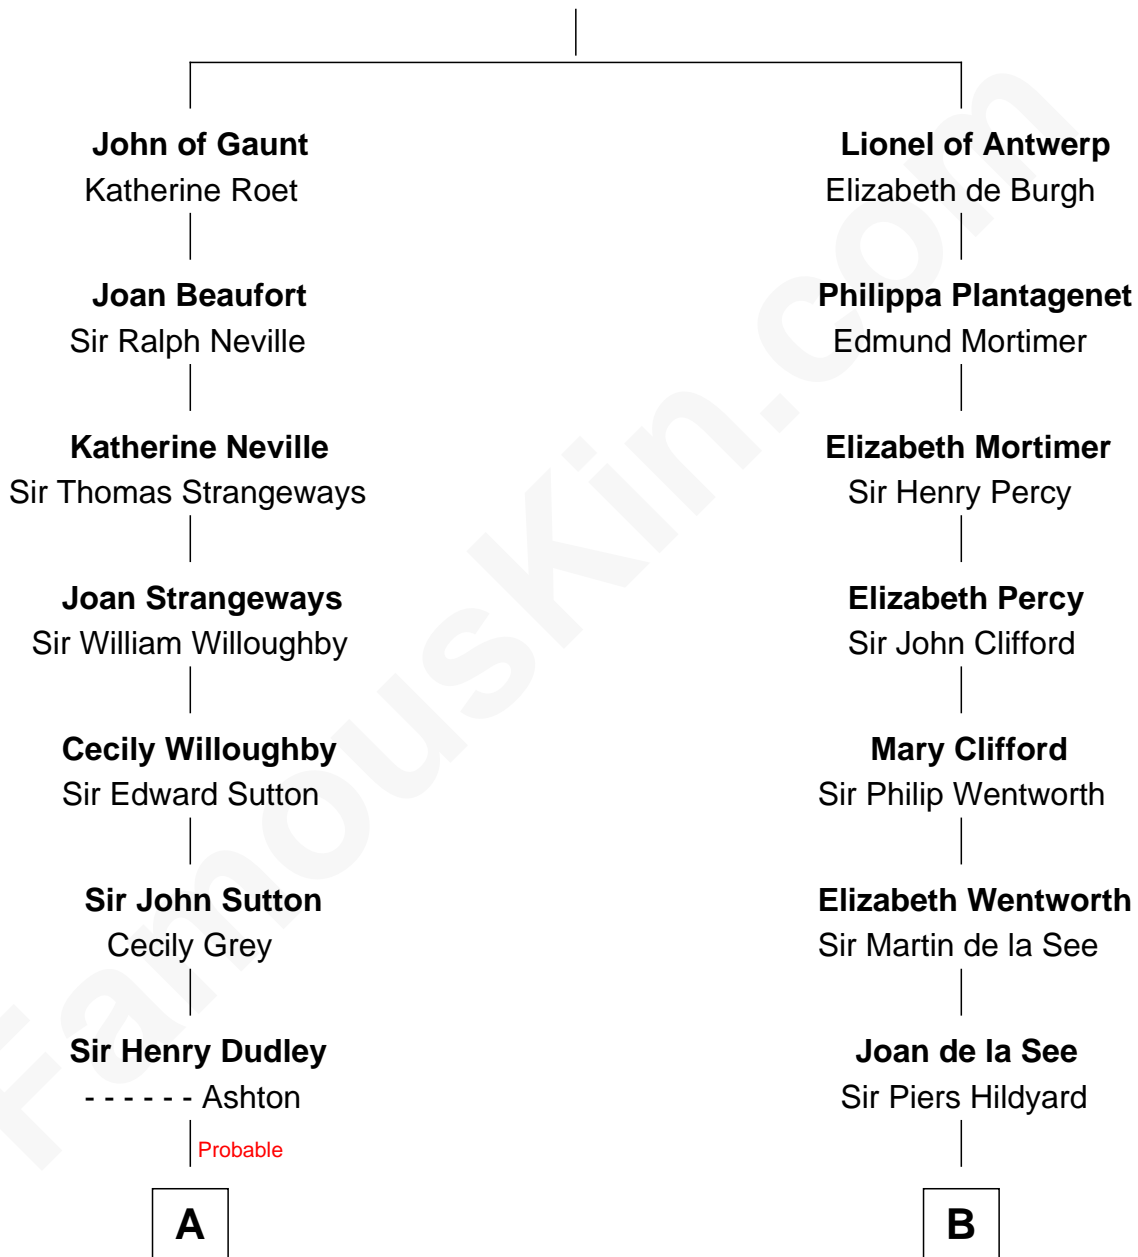 John of Gaunt
Katherine Roet
Joan Beaufort
Sir Ralph Neville
Katherine Neville
Sir Thomas Strangeways
Joan Strangeways
Sir William Willoughby
Cecily Willoughby
Sir Edward Sutton
Sir John Sutton
Cecily Grey
Sir Henry Dudley
- - - - - - Ashton
Probable
A
Lionel of Antwerp
Elizabeth de Burgh
Philippa Plantagenet
Edmund Mortimer
Elizabeth Mortimer
Sir Henry Percy
Elizabeth Percy
Sir John Clifford
Mary Clifford
Sir Philip Wentworth
Elizabeth Wentworth
Sir Martin de la See
Joan de la See
Sir Piers Hildyard
B
FamousKin.com